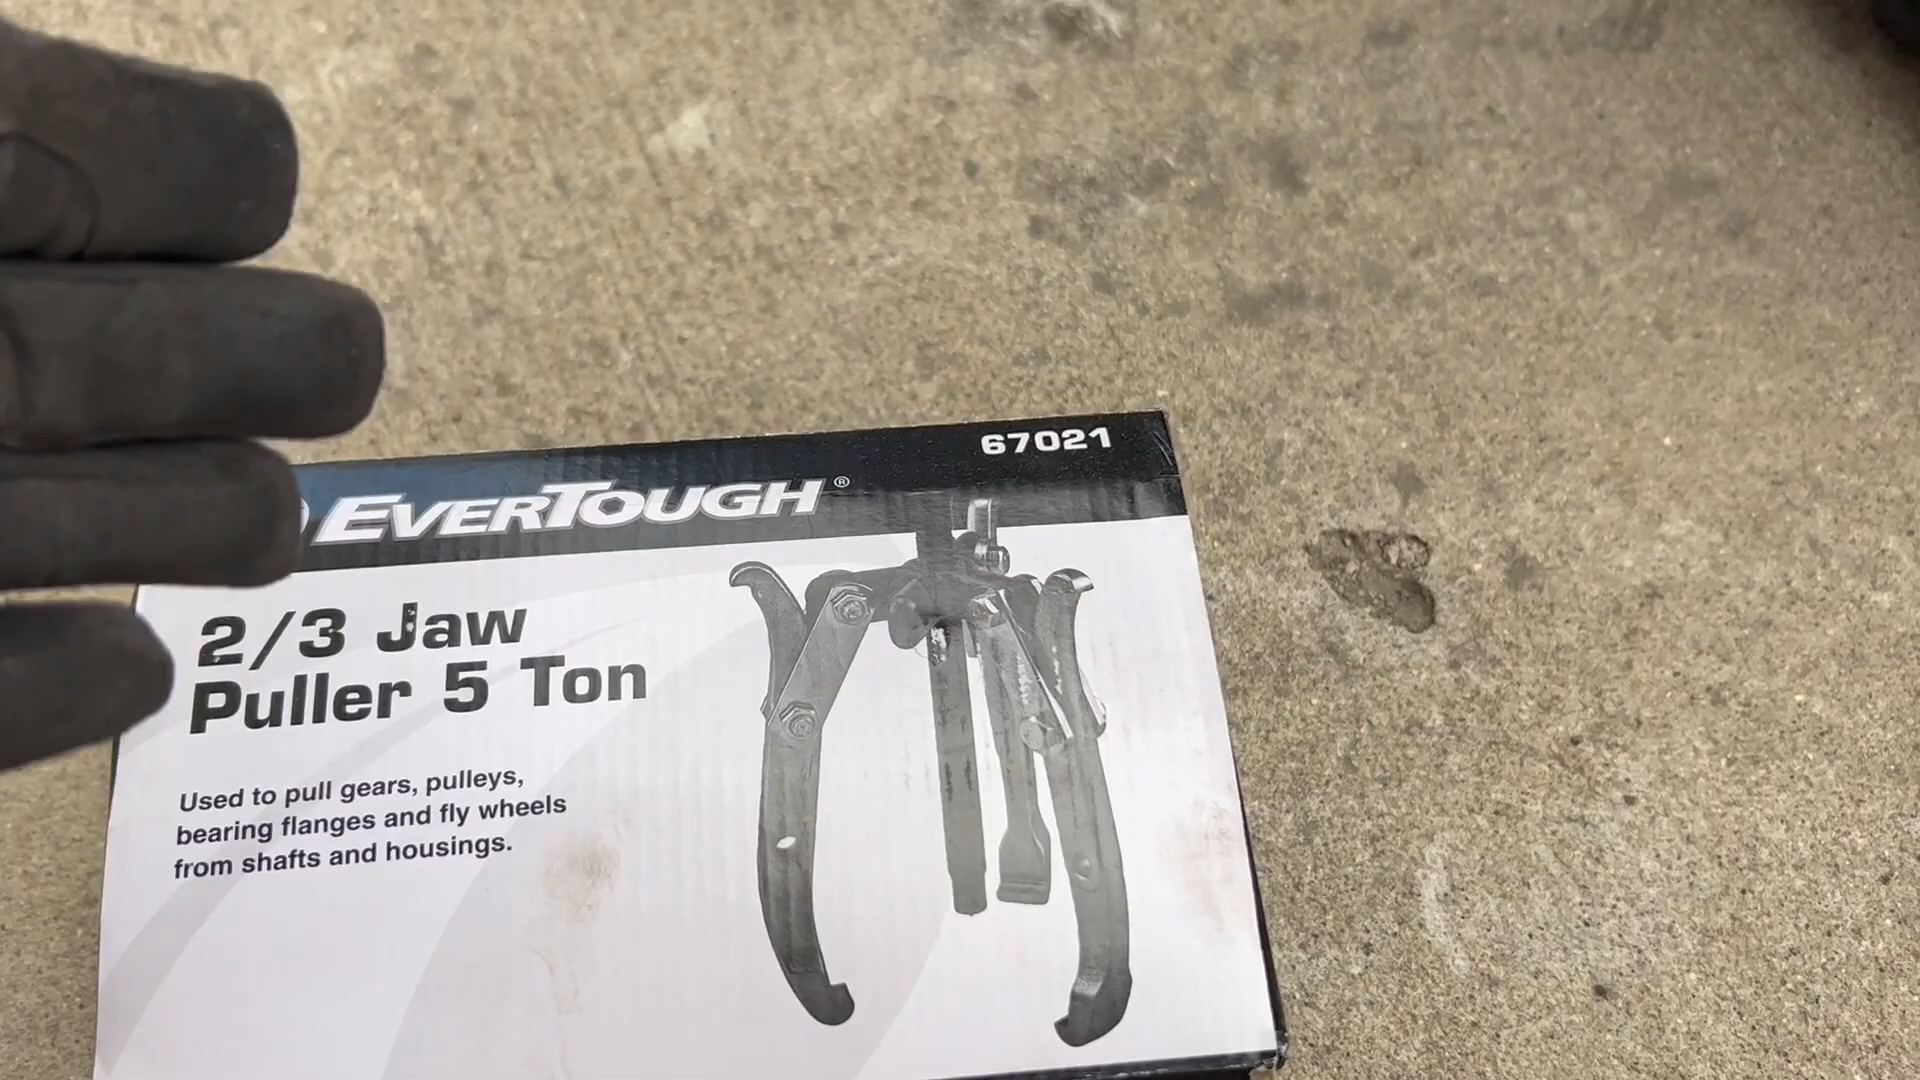 67021
EVERTOUGH®
2/3 Jaw
Puller 5 Ton
Used to pull gears, pulleys,
bearing flanges and fly wheels
from shafts and housings.